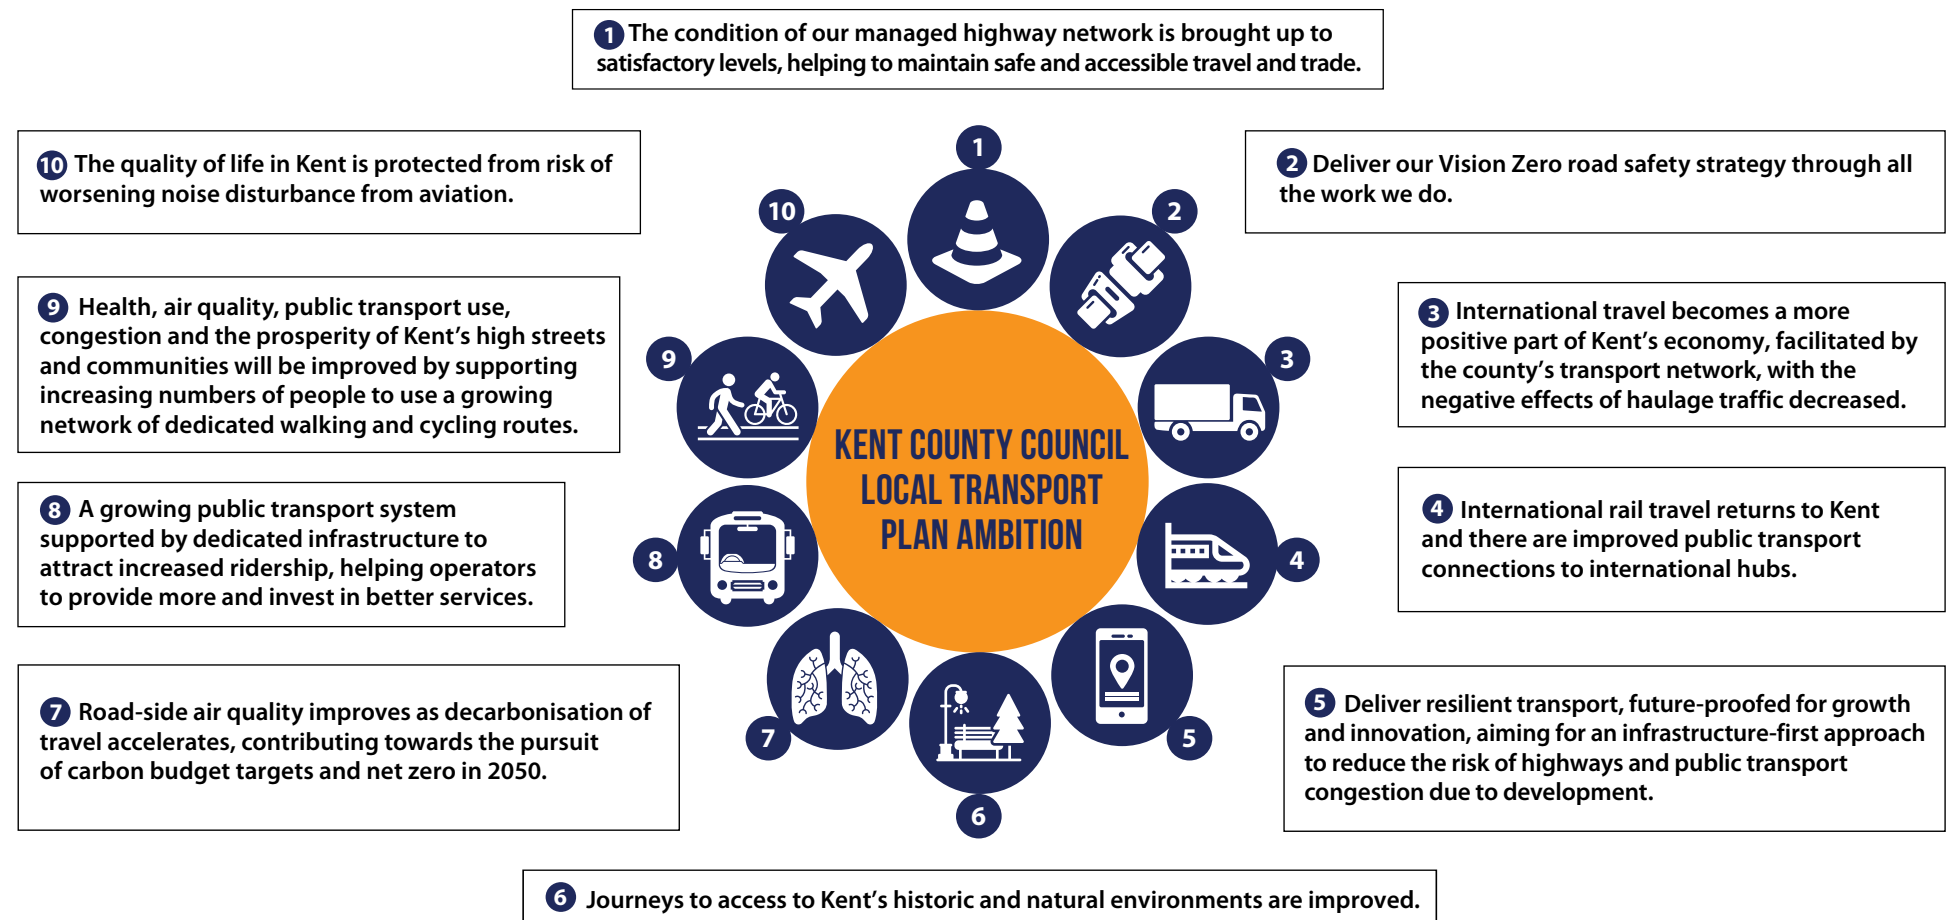 1 The condition of our managed highway network is brought up to
satisfactory levels, helping to maintain safe and accessible travel and trade.
10 The quality of life in Kent is protected from risk of
worsening noise disturbance from aviation.
2 Deliver our Vision Zero road safety strategy through all
the work we do.
9 Health, air quality, public transport use,
congestion and the prosperity of Kent's high streets
and communities will be improved by supporting
increasing numbers of people to use a growing
network of dedicated walking and cycling routes.
3 International travel becomes a more
positive part of Kent's economy, facilitated by
the county's transport network, with the
negative effects of haulage traffic decreased.
8 A growing public transport system
supported by dedicated infrastructure to
attract increased ridership, helping operators
to provide more and invest in better services.
4 International rail travel returns to Kent
and there are improved public transport
connections to international hubs.
7 Road-side air quality improves as decarbonisation of
travel accelerates, contributing towards the pursuit
of carbon budget targets and net zero in 2050.
5 Deliver resilient transport, future-proofed for growth
and innovation, aiming for an infrastructure-first approach
to reduce the risk of highways and public transport
congestion due to development.
6 Journeys to access to Kent's historic and natural environments are improved.
KENT COUNTY COUNCIL
LOCAL TRANSPORT
PLAN AMBITION
1
2
3
4
5
6
7
8
9
10